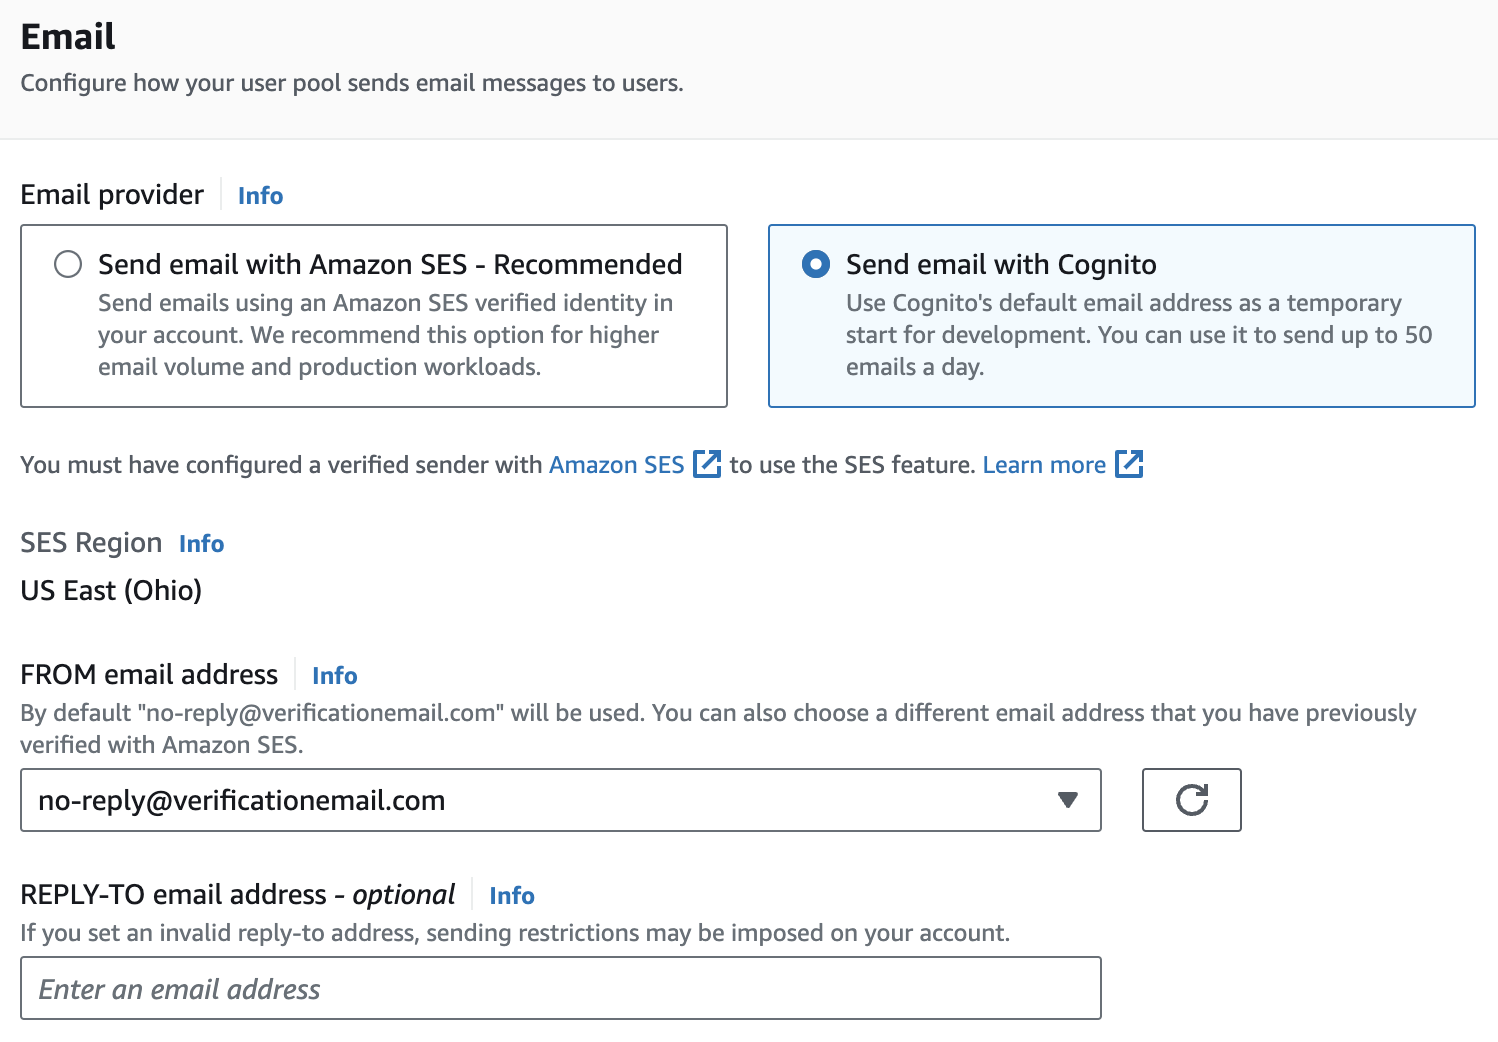 Email
Configure how your user pool sends email messages to users.
Email provider Info
Send email with Amazon SES - Recommended
Send emails using an Amazon SES verified identity in
your account. We recommend this option for higher
email volume and production workloads.
Send email with Cognito
Use Cognito's default email address as a temporary
start for development. You can use it to send up to 50
emails a day.
You must have configured a verified sender with Amazon SES to use the SES feature. Learn more
SES Region Info
US East (Ohio)
FROM email address Info
By default "no-reply@verificationemail.com" will be used. You can also choose a different email address that you have previously
verified with Amazon SES.
no-reply@verificationemail.com
REPLY-TO email address - optional Info
If you set an invalid reply-to address, sending restrictions may be imposed on your account.
Enter an email address